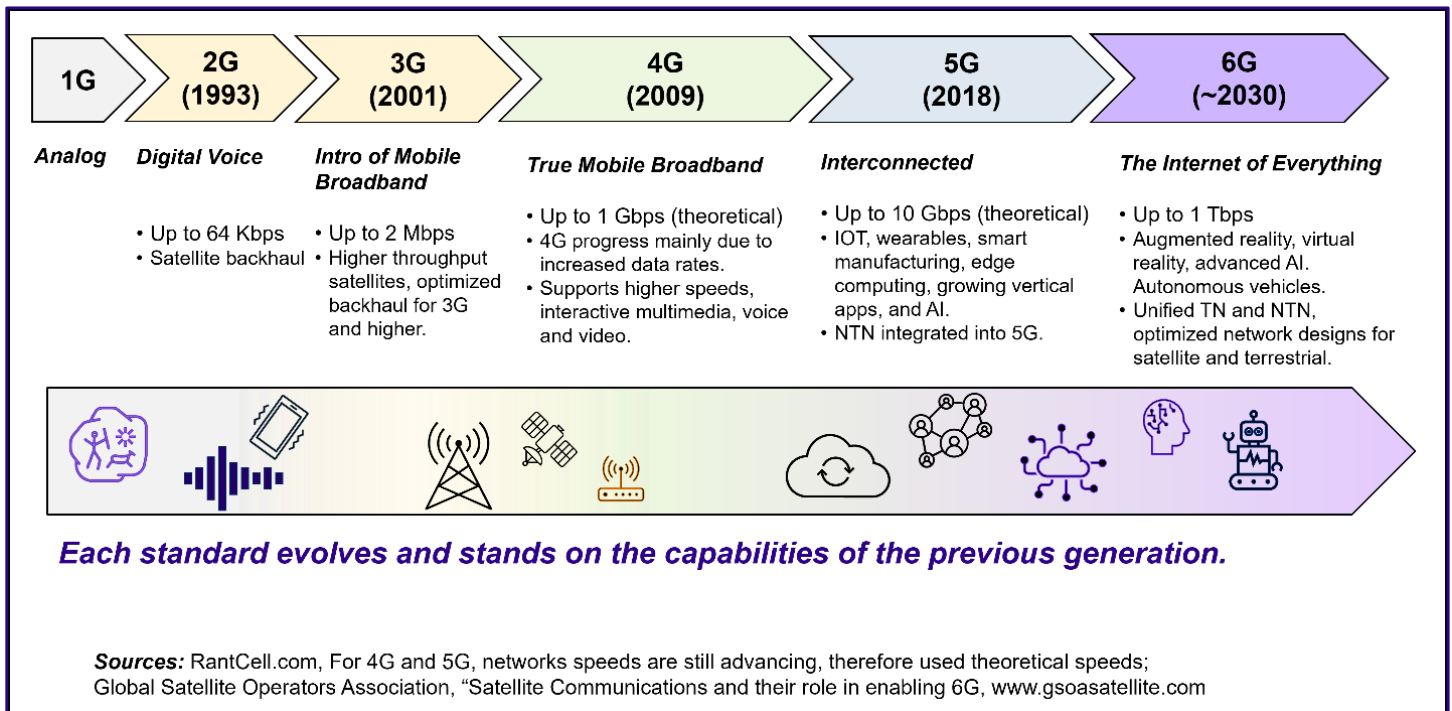 1G
2G
(1993)
3G
(2001)
4G
(2009)
5G
(2018)
6G
(~2030)
Analog
Digital Voice
• Up to 64 Kbps
• Satellite backhaul
Intro of Mobile
Broadband
• Up to 2 Mbps
• Higher throughput
satellites, optimized
backhaul for 3G
and higher.
True Mobile Broadband
• Up to 1 Gbps (theoretical)
• 4G progress mainly due to
increased data rates.
• Supports higher speeds,
interactive multimedia, voice
and video.
Interconnected
• Up to 10 Gbps (theoretical)
• IOT, wearables, smart
manufacturing, edge
computing, growing vertical
apps, and AI.
• NTN integrated into 5G.
The Internet of Everything
• Up to 1 Tbps
• Augmented reality, virtual
reality, advanced AI.
Autonomous vehicles.
• Unified TN and NTN,
optimized network designs for
satellite and terrestrial.
Each standard evolves and stands on the capabilities of the previous generation.
Sources: RantCell.com, For 4G and 5G, networks speeds are still advancing, therefore used theoretical speeds;
Global Satellite Operators Association, “Satellite Communications and their role in enabling 6G, www.gsoasatellite.com